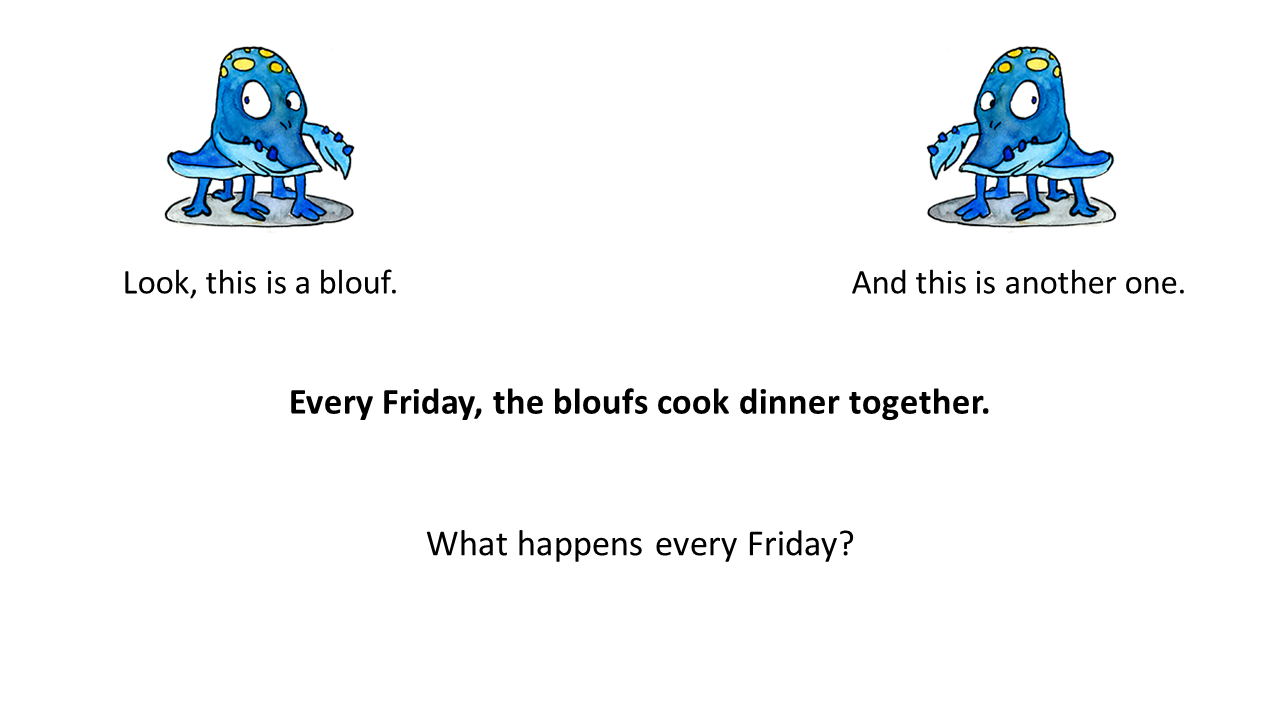 Look, this is a blouf.
And this is another one.
Every Friday, the bloufs cook dinner together.
What happens every Friday?